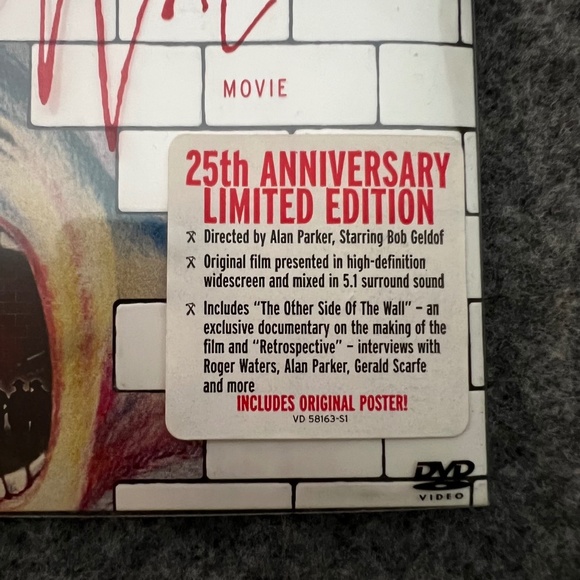 Wall
MOVIE
25th ANNIVERSARY
LIMITED EDITION
Directed by Alan Parker, Starring Bob Geldof
Original film presented in high-definition
widescreen and mixed in 5.1 surround sound
Includes “The Other Side Of The Wall” – an
exclusive documentary on the making of the
film and “Retrospective” – interviews with
Roger Waters, Alan Parker, Gerald Scarfe
and more
INCLUDES ORIGINAL POSTER!
VD 58163-S1
DVD
VIDEO